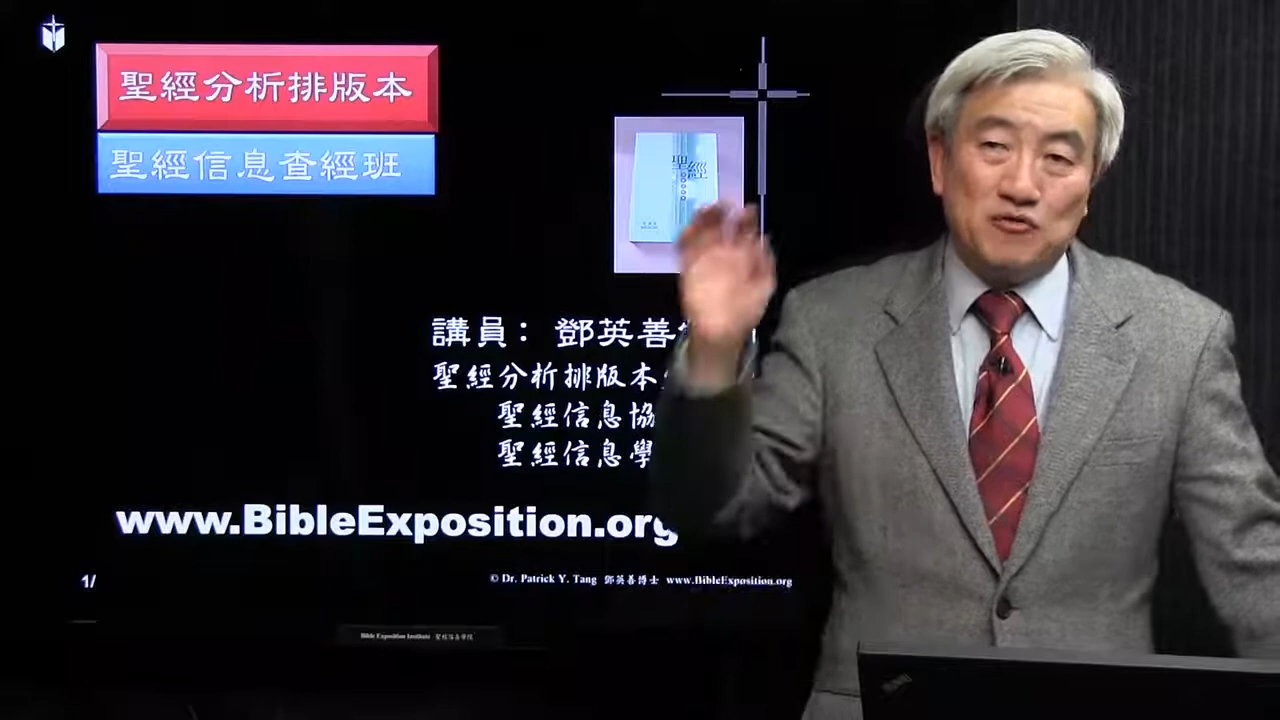 聖經分析排版本
聖經信息查經班
聖經
講員：鄧英善
聖經分析排版本
聖經信息協
聖經信息學
www.BibleExposition.org
1/
© Dr. Patrick Y. Tang 鄧英善博士 www.BibleExposition.org
Bible Exposition Institute 聖經信息學院